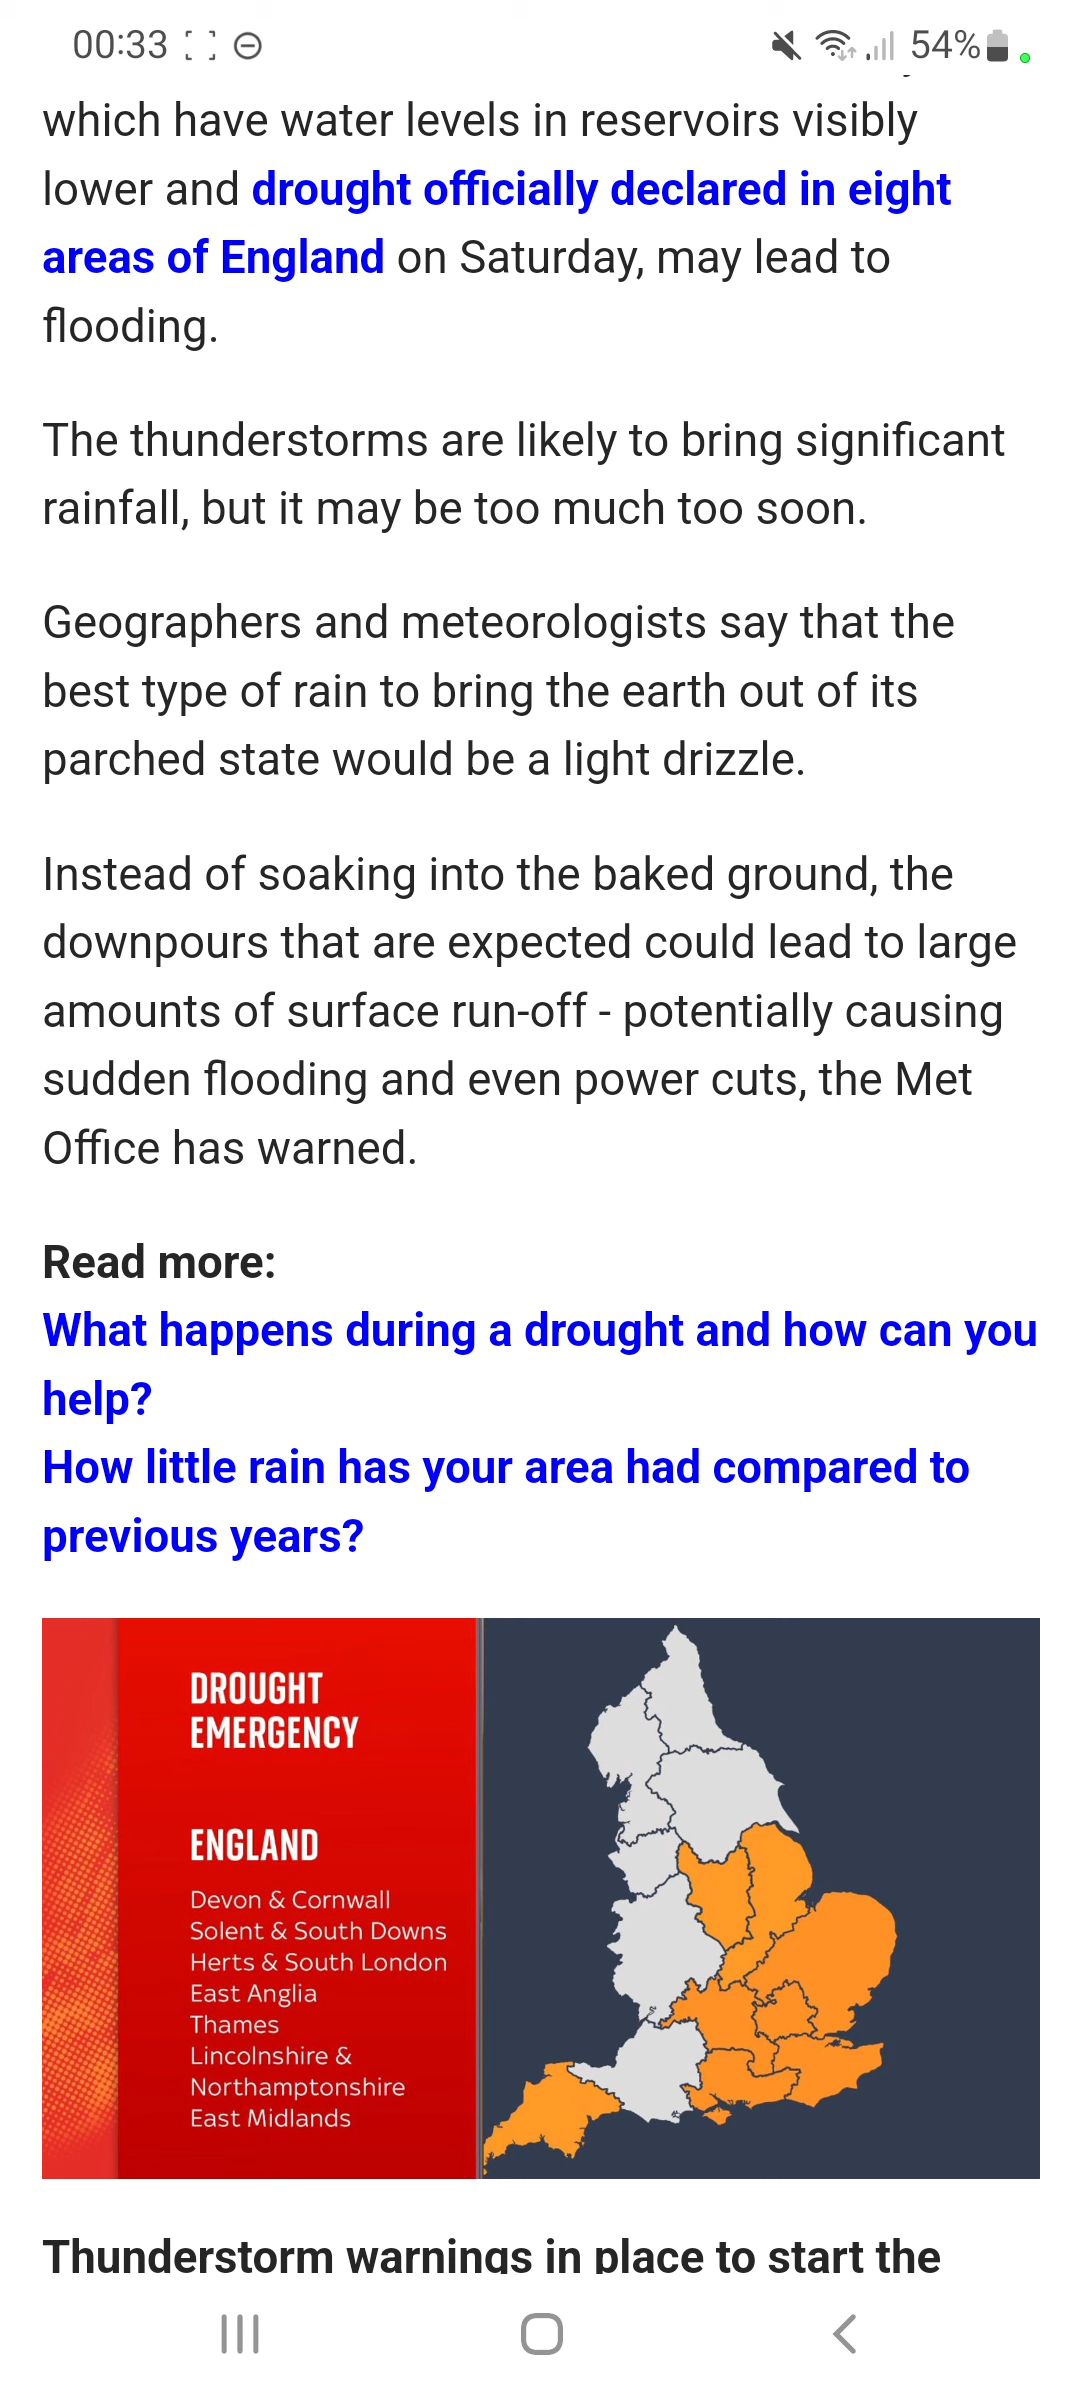 00:33
54%
which have water levels in reservoirs visibly
lower and drought officially declared in eight
areas of England on Saturday, may lead to
flooding.
The thunderstorms are likely to bring significant
rainfall, but it may be too much too soon.
Geographers and meteorologists say that the
best type of rain to bring the earth out of its
parched state would be a light drizzle.
Instead of soaking into the baked ground, the
downpours that are expected could lead to large
amounts of surface run-off - potentially causing
sudden flooding and even power cuts, the Met
Office has warned.
Read more:
What happens during a drought and how can you
help?
How little rain has your area had compared to
previous years?
DROUGHT
EMERGENCY
ENGLAND
Devon & Cornwall
Solent & South Downs
Herts & South London
East Anglia
Thames
Lincolnshire &
Northamptonshire
East Midlands
Thunderstorm warnings in place to start the